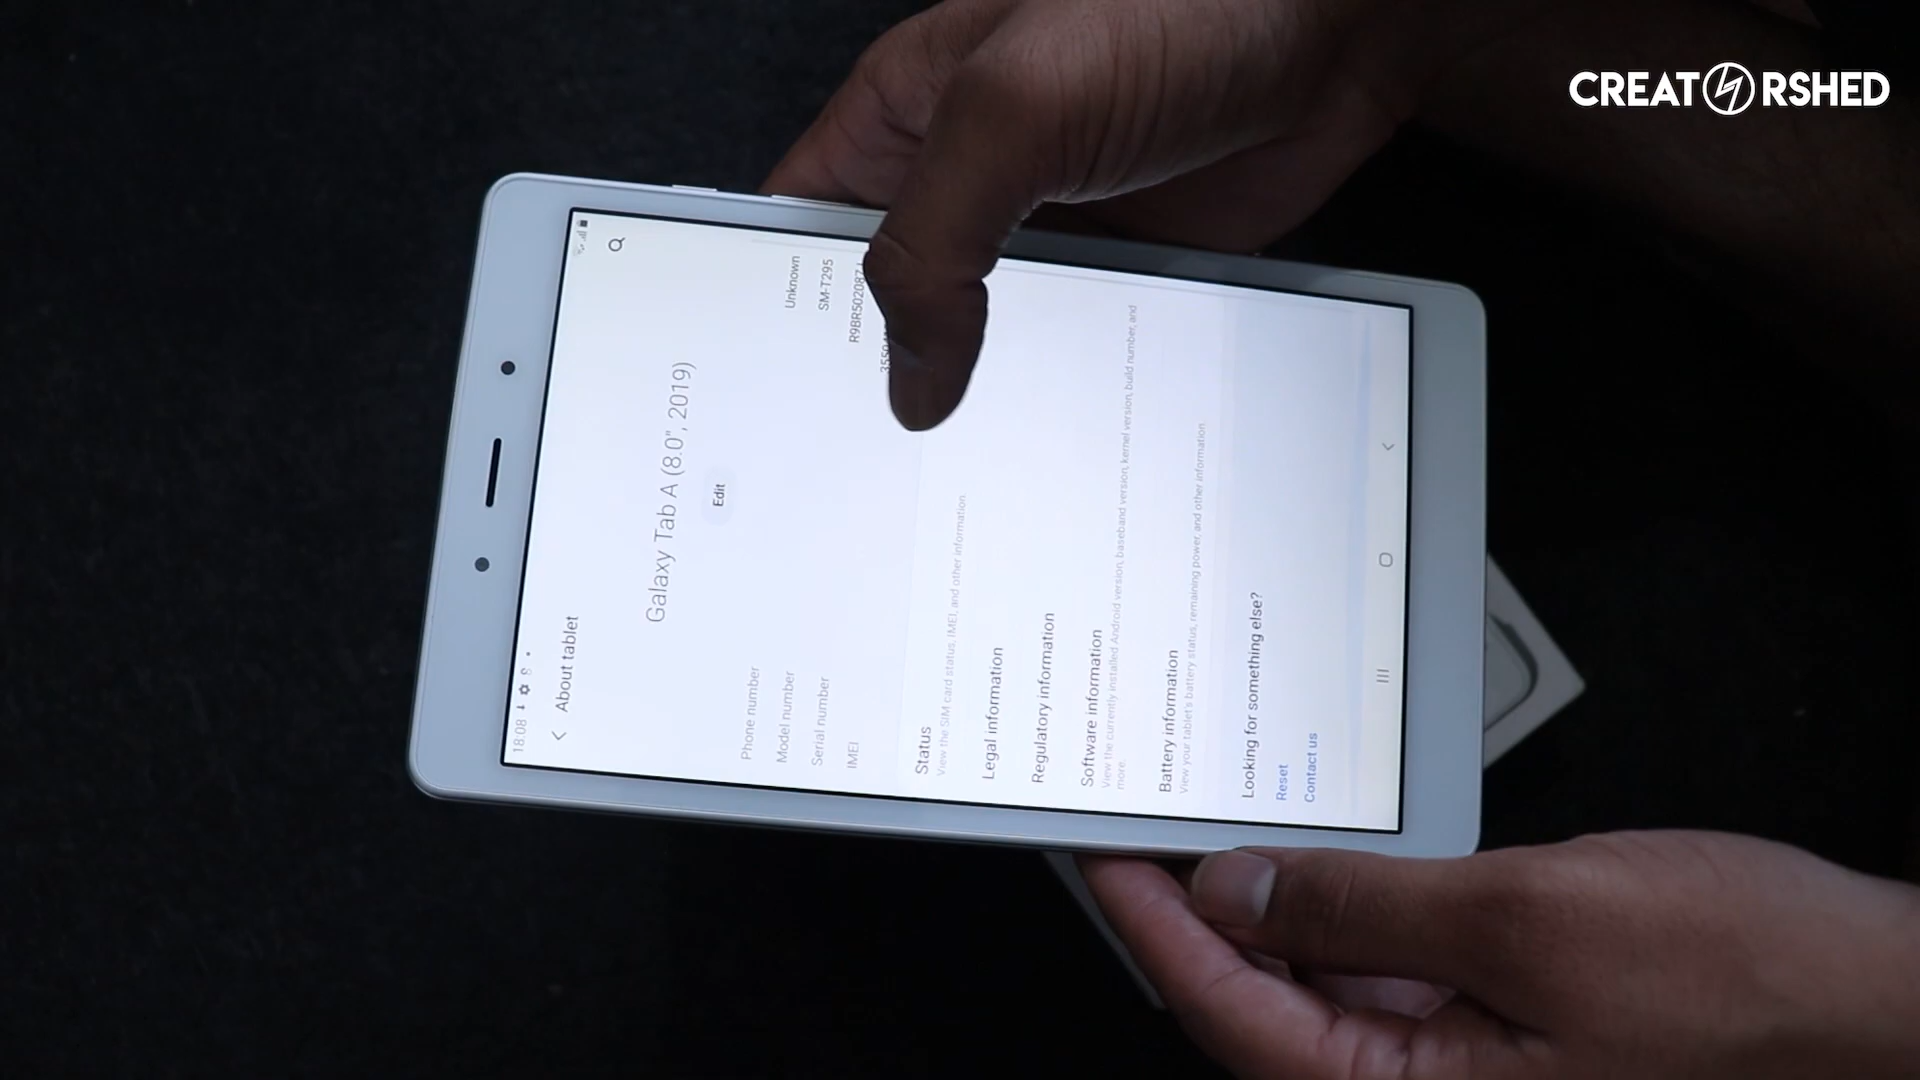 CREATORSHED
18:08
About tablet
Galaxy Tab A (8.0", 2019)
Edit
Phone number Unknown
Model number SM-T295
Serial number
IMEI
Status
View the SIM card status, IMEI, and other information.
Legal information
Regulatory information
Software information
View the currently installed Android version, baseband version, kernel version, build number, and
more.
Battery information
View your tablet's battery status, remaining power, and other information.
Looking for something else?
Reset
Contact us